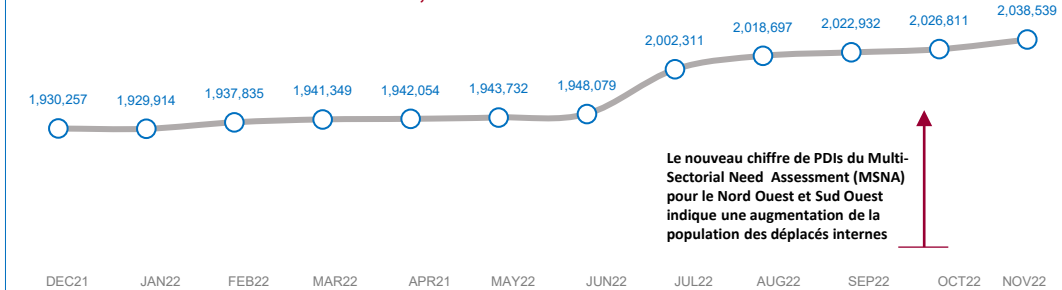 2,038,539
2,026,811
2,022,932
2,018,697
2,002,311
1,948,079
1,943,732
1,942,054
1,941,349
1,937,835
1,929,914
1,930,257
Le nouveau chiffre de PDIs du Multi-
Sectorial Need Assessment (MSNA)
pour le Nord Ouest et Sud Ouest
indique une augmentation de la
population des déplacés internes
DEC21 JAN22 FEB22 MAR22 APR21 MAY22 JUN22 JUL22 AUG22 SEP22 OCT22 NOV22